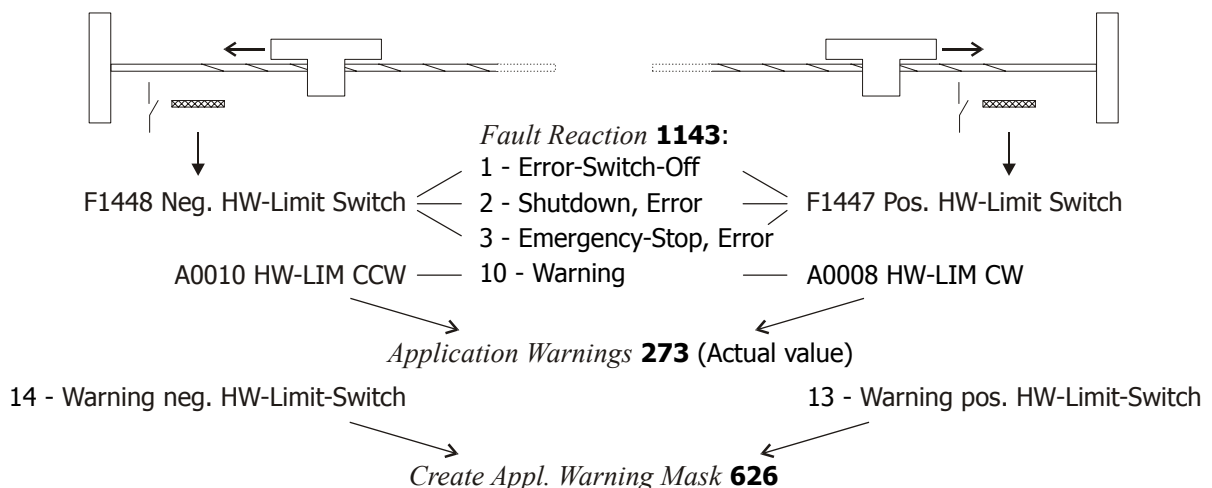 Fault Reaction 1143:
1 - Error-Switch-Off
F1448 Neg. HW-Limit Switch
2 - Shutdown, Error
F1447 Pos. HW-Limit Switch
3 - Emergency-Stop, Error
A0010 HW-LIM CCW
10 - Warning
A0008 HW-LIM CW
Application Warnings 273 (Actual value)
14 - Warning neg. HW-Limit-Switch
13 - Warning pos. HW-Limit-Switch
Create Appl. Warning Mask 626